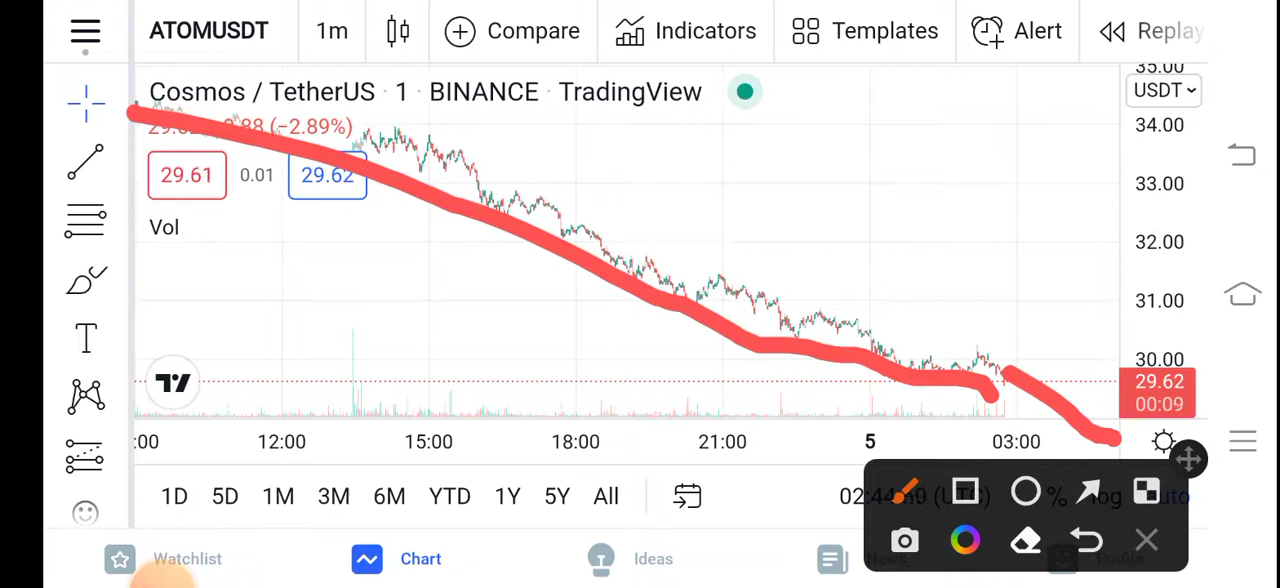 ATOMUSDT 1m Compare Indicators Templates Alert Replay
35.00
Cosmos / TetherUS · 1 · BINANCE · TradingView
USDT
(−2.89%)
34.00
29.61 0.01 29.62
33.00
Vol
32.00
31.00
30.00
29.62
00:09
:00 12:00 15:00 18:00 21:00 5 03:00
1D 5D 1M 3M 6M YTD 1Y 5Y All (UTC) % log auto
Watchlist Chart Ideas